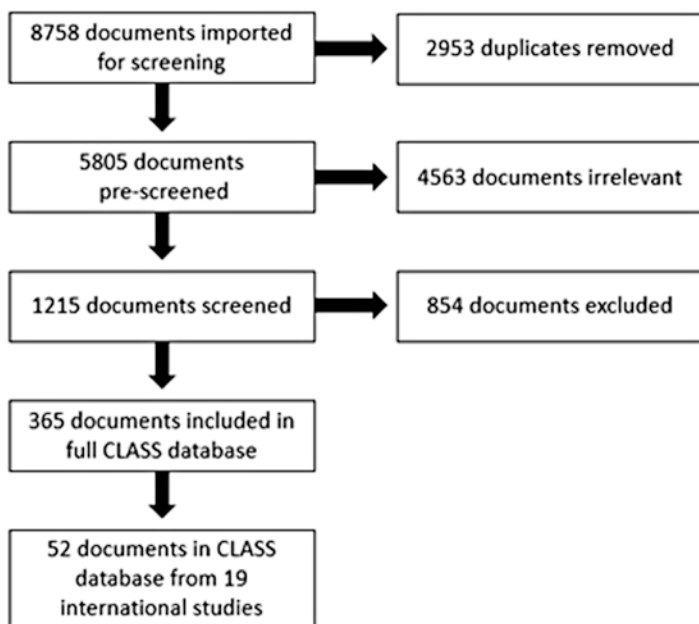 8758 documents imported
for screening
2953 duplicates removed
5805 documents
pre-screened
4563 documents irrelevant
1215 documents screened
854 documents excluded
365 documents included in
full CLASS database
52 documents in CLASS
database from 19
international studies